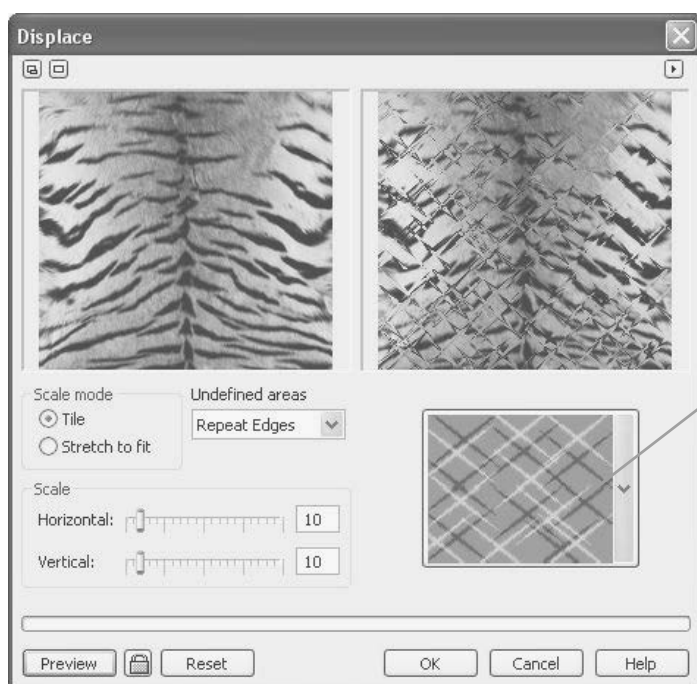 Displace
Scale mode
Tile
Stretch to fit
Undefined areas
Repeat Edges
Scale
Horizontal: 10
Vertical: 10
Preview Reset OK Cancel Help